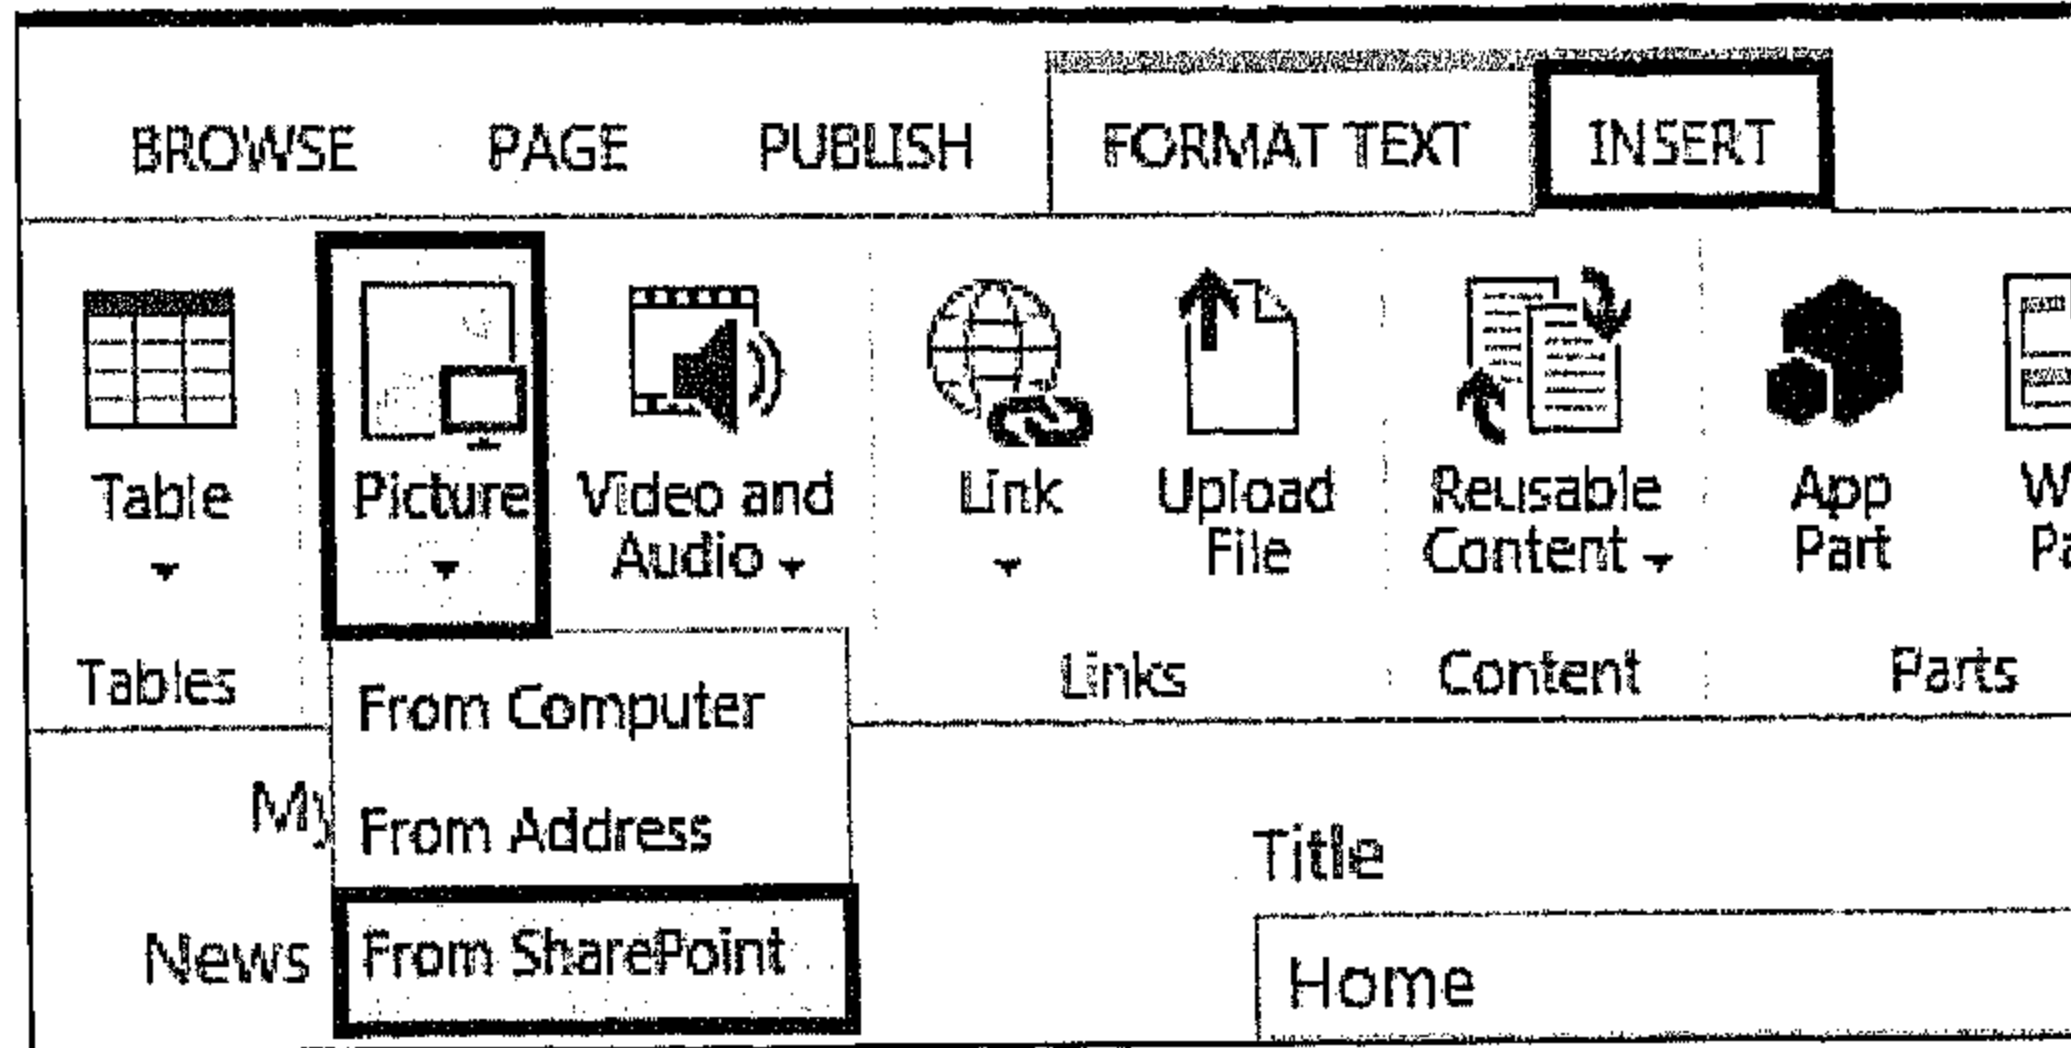 BROWSE PAGE PUBLISH FORMAT TEXT INSERT
Table Picture Video and Link Upload Reusable App
Audio File Content Part
Tables Links Content Parts
From Computer
My
From Address
Title
News From SharePoint
Home